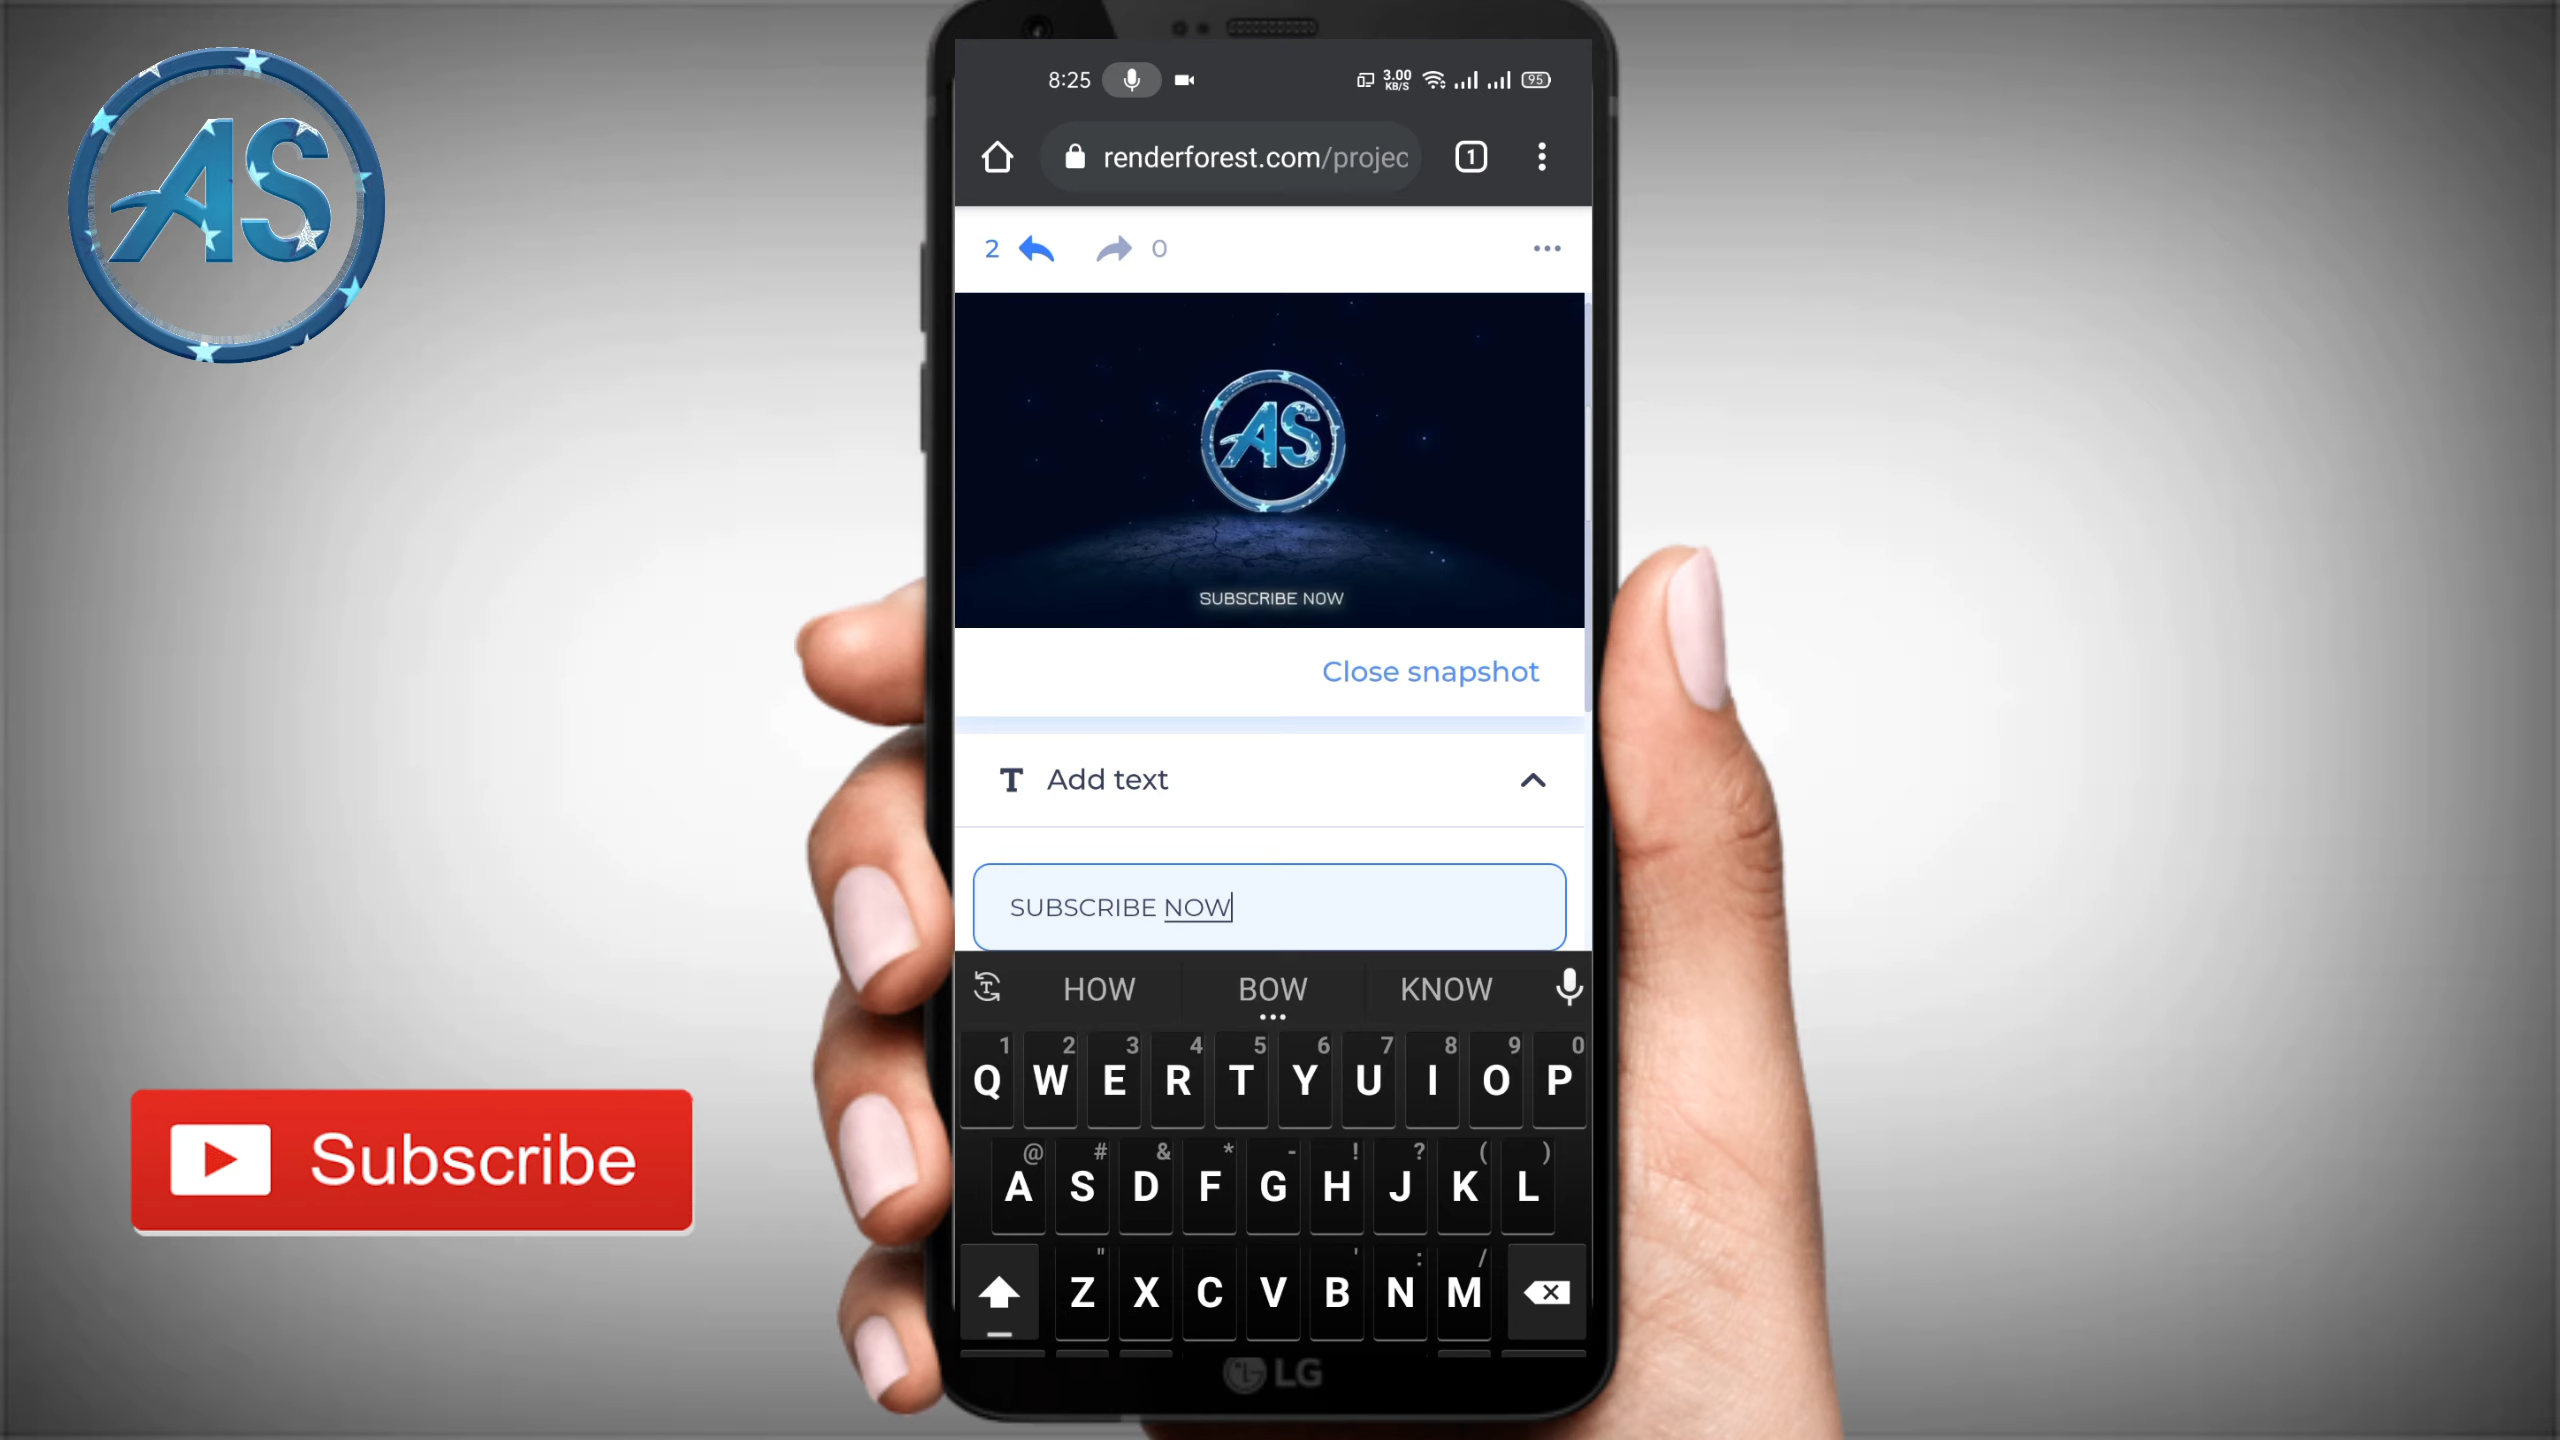 AS
8:25
3.00
KB/S
95
renderforest.com/projec
1
2
0
AS
SUBSCRIBE NOW
Close snapshot
T Add text
SUBSCRIBE NOW
HOW BOW KNOW
1 2 3 4 5 6 7 8 9 0
Q W E R T Y U I O P
@ # & * - ! ? ( )
A S D F G H J K L
" ' : /
Z X C V B N M
LG
Subscribe